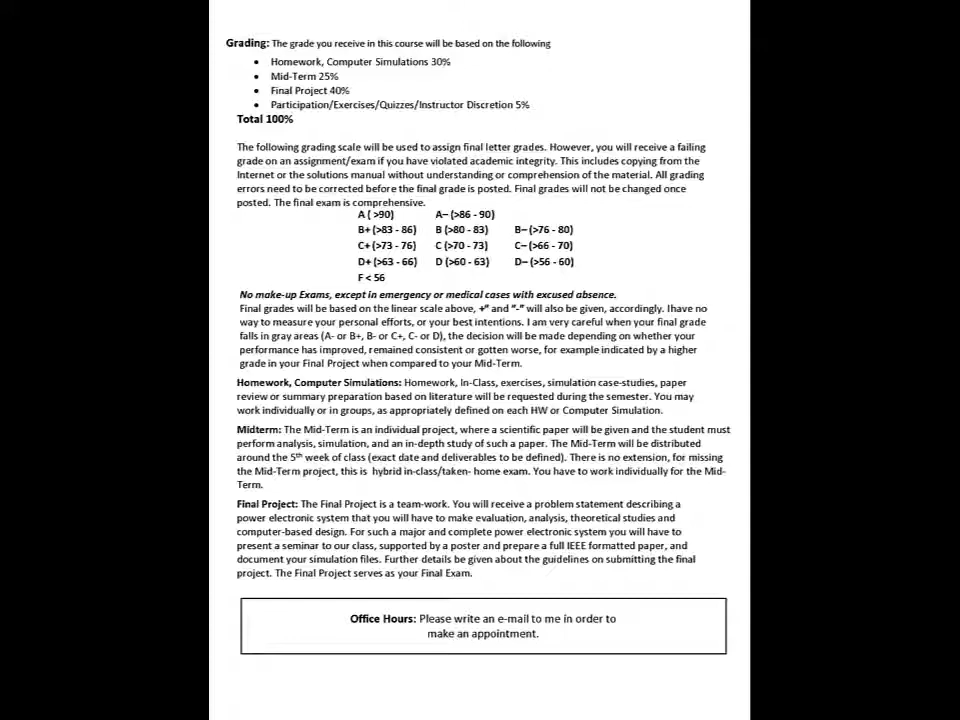 Grading: The grade you receive in this course will be based on the following
• Homework, Computer Simulations 30%
• Mid-Term 25%
• Final Project 40%
• Participation/Exercises/Quizzes/Instructor Discretion 5%
Total 100%
The following grading scale will be used to assign final letter grades. However, you will receive a failing
grade on an assignment/exam if you have violated academic integrity. This includes copying from the
Internet or the solutions manual without understanding or comprehension of the material. All grading
errors need to be corrected before the final grade is posted. Final grades will not be changed once
posted. The final exam is comprehensive.
A ( >90) A– (>86 - 90)
B+ (>83 - 86) B (>80 - 83) B– (>76 - 80)
C+ (>73 - 76) C (>70 - 73) C– (>66 - 70)
D+ (>63 - 66) D (>60 - 63) D– (>56 - 60)
F < 56
No make-up Exams, except in emergency or medical cases with excused absence.
Final grades will be based on the linear scale above, +" and "-" will also be given, accordingly. I have no
way to measure your personal efforts, or your best intentions. I am very careful when your final grade
falls in gray areas (A- or B+, B- or C+, C- or D), the decision will be made depending on whether your
performance has improved, remained consistent or gotten worse, for example indicated by a higher
grade in your Final Project when compared to your Mid-Term.
Homework, Computer Simulations: Homework, In-Class, exercises, simulation case-studies, paper
review or summary preparation based on literature will be requested during the semester. You may
work individually or in groups, as appropriately defined on each HW or Computer Simulation.
Midterm: The Mid-Term is an individual project, where a scientific paper will be given and the student must
perform analysis, simulation, and an in-depth study of such a paper. The Mid-Term will be distributed
around the 5th week of class (exact date and deliverables to be defined). There is no extension, for missing
the Mid-Term project, this is hybrid in-class/taken- home exam. You have to work individually for the Mid-
Term.
Final Project: The Final Project is a team-work. You will receive a problem statement describing a
power electronic system that you will have to make evaluation, analysis, theoretical studies and
computer-based design. For such a major and complete power electronic system you will have to
present a seminar to our class, supported by a poster and prepare a full IEEE formatted paper, and
document your simulation files. Further details be given about the guidelines on submitting the final
project. The Final Project serves as your Final Exam.
Office Hours: Please write an e-mail to me in order to
make an appointment.